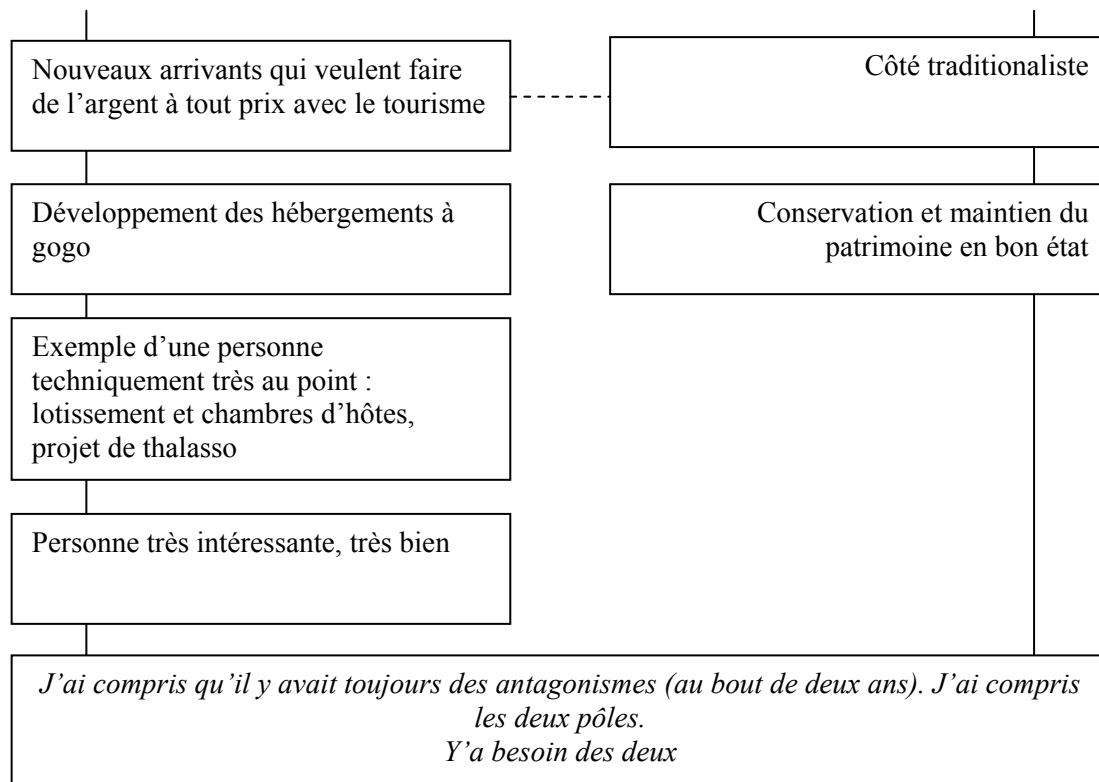 Nouveaux arrivants qui veulent faire
de l’argent à tout prix avec le tourisme
Côté traditionaliste
Développement des hébergements à
gogo
Conservation et maintien du
patrimoine en bon état
Exemple d’une personne
techniquement très au point :
lotissement et chambres d’hôtes,
projet de thalasso
Personne très intéressante, très bien
J’ai compris qu’il y avait toujours des antagonismes (au bout de deux ans). J’ai compris
les deux pôles.
Y’a besoin des deux